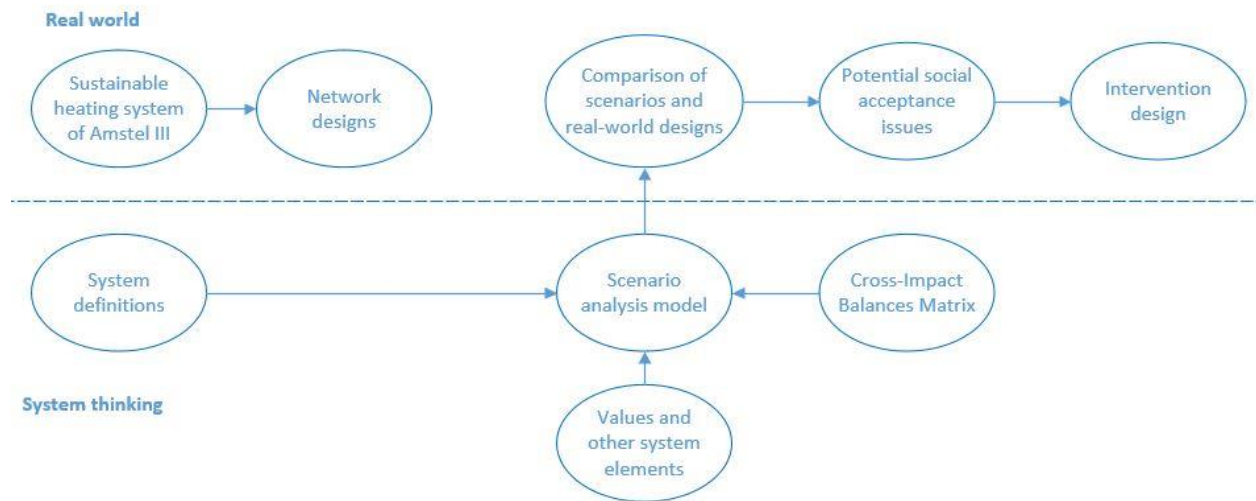 Real world
Sustainable
heating system
of Amstel III
Network
designs
Comparison of
scenarios and
real-world designs
Potential social
acceptance
issues
Intervention
design
System
definitions
Scenario
analysis model
Cross-Impact
Balances Matrix
System thinking
Values and
other system
elements